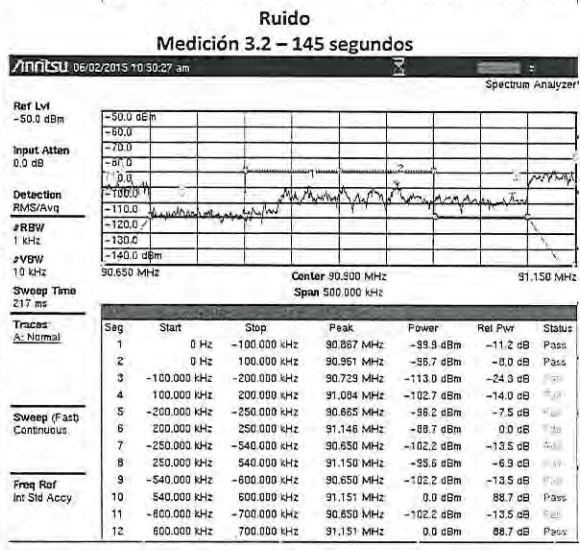 Ruido
Medición 3.2 – 145 segundos
Anritsu 06/02/2015 10:50:27 am
Spectrum Analyzer
Ref Lvl
-50.0 dBm
Input Atten
0.0 dB
Detection
RMS/Avg
#RBW
1 kHz
#VBW
10 kHz
Sweep Time
217 ms
Traces
A: Normal
Sweep (Fast)
Continuous
Freq Ref
Int Std Accy
-50.0 dBm
-60.0
-70.0
-100.0
-110.0
-120.0
-130.0
-140.0 dBm
1
2
90.650 MHz
Center 90.900 MHz
91.150 MHz
Span 500.000 kHz
Seg Start Stop Peak Power Rel Pwr Status
1 0 Hz -100.000 kHz 90.867 MHz -99.9 dBm -11.2 dB Pass
2 0 Hz 100.000 kHz 90.961 MHz -96.7 dBm -8.0 dB Pass
3 -100.000 kHz -200.000 kHz 90.729 MHz -113.0 dBm -24.3 dB
4 100.000 kHz 200.000 kHz 91.084 MHz -102.7 dBm -14.0 dB Pass
5 -200.000 kHz -250.000 kHz 90.665 MHz -96.2 dBm -7.5 dB
6 200.000 kHz 250.000 kHz 91.146 MHz -88.7 dBm 0.0 dB
7 -250.000 kHz -540.000 kHz 90.650 MHz -102.2 dBm -13.5 dB
8 250.000 kHz 540.000 kHz 91.150 MHz -95.6 dBm -6.9 dB
9 -540.000 kHz -600.000 kHz 90.650 MHz -102.2 dBm -13.5 dB
10 540.000 kHz 600.000 kHz 91.151 MHz 0.0 dBm 88.7 dB Pass
11 -600.000 kHz -700.000 kHz 90.650 MHz -102.2 dBm -13.5 dB
12 600.000 kHz 700.000 kHz 91.151 MHz 0.0 dBm 88.7 dB Pass